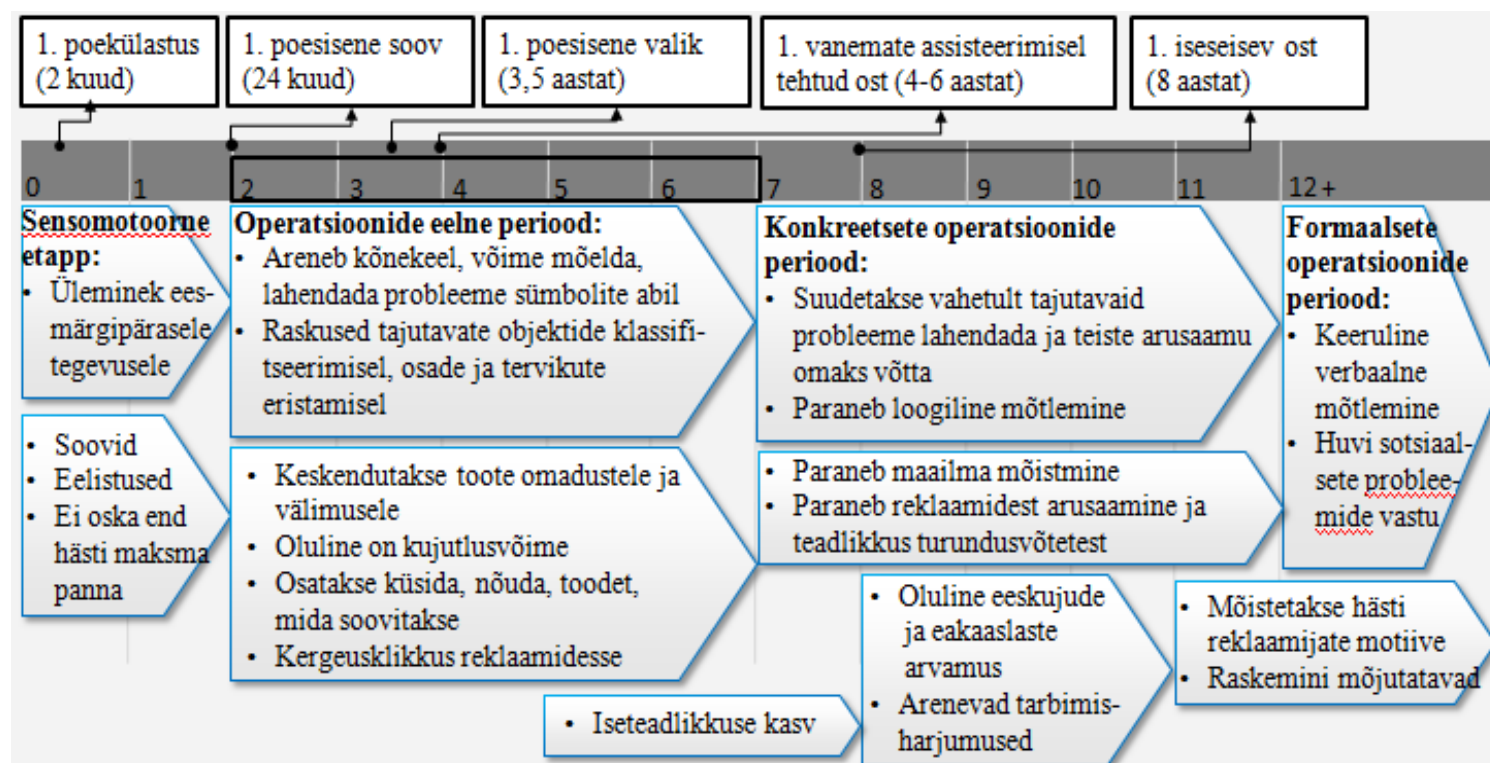 1. poekülastus
(2 kuud)
1. poesisene soov
(24 kuud)
1. poesisene valik
(3,5 aastat)
1. vanemate assisteerimisel
tehtud ost (4-6 aastat)
1. iseseisev ost
(8 aastat)
0 1 2 3 4 5 6 7 8 9 10 11 12+
Sensomotoorne
etapp:
• Üleminek ees-
märgipärasele
tegevusele
Operatsioonide eelne periood:
• Areneb kõnekeel, võime mõelda,
lahendada probleeme sümbolite abil
• Raskused tajutavate objektide klassifi-
tseerimisel, osade ja tervikute
eristamisel
Konkreetsete operatsioonide
periood:
• Suudetakse vahetult tajutavaid
probleeme lahendada ja teiste arusaamu
omaks võtta
• Paraneb loogiline mõtlemine
Formaalsete
operatsioonide
periood:
• Keeruline
verbaalne
mõtlemine
• Huvi sotsiaal-
sete problee-
mide vastu
• Soovid
• Eelistused
• Ei oska end
hästi maksma
panna
• Keskendutakse toote omadustele ja
välimusele
• Oluline on kujutlusvõime
• Osatakse küsida, nõuda, toodet,
mida soovitakse
• Kergeusklikkus reklaamidesse
• Paraneb maailma mõistmine
• Paraneb reklaamidest arusaamine ja
teadlikkus turundusvõtetest
• Iseteadlikkuse kasv
• Oluline eeskujude
ja eakaaslaste
arvamus
• Arenevad tarbimis-
harjumused
• Mõistetakse hästi
reklaamijate motiive
• Raskemini mõjutatavad